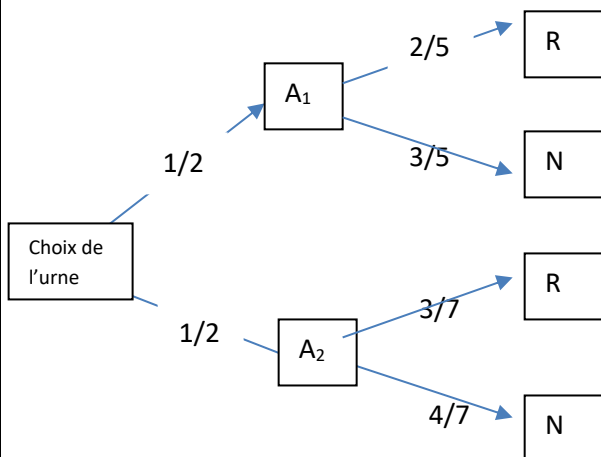 2/5
R
A₁
3/5
N
1/2
Choix de
l'urne
R
3/7
1/2
A₂
4/7
N